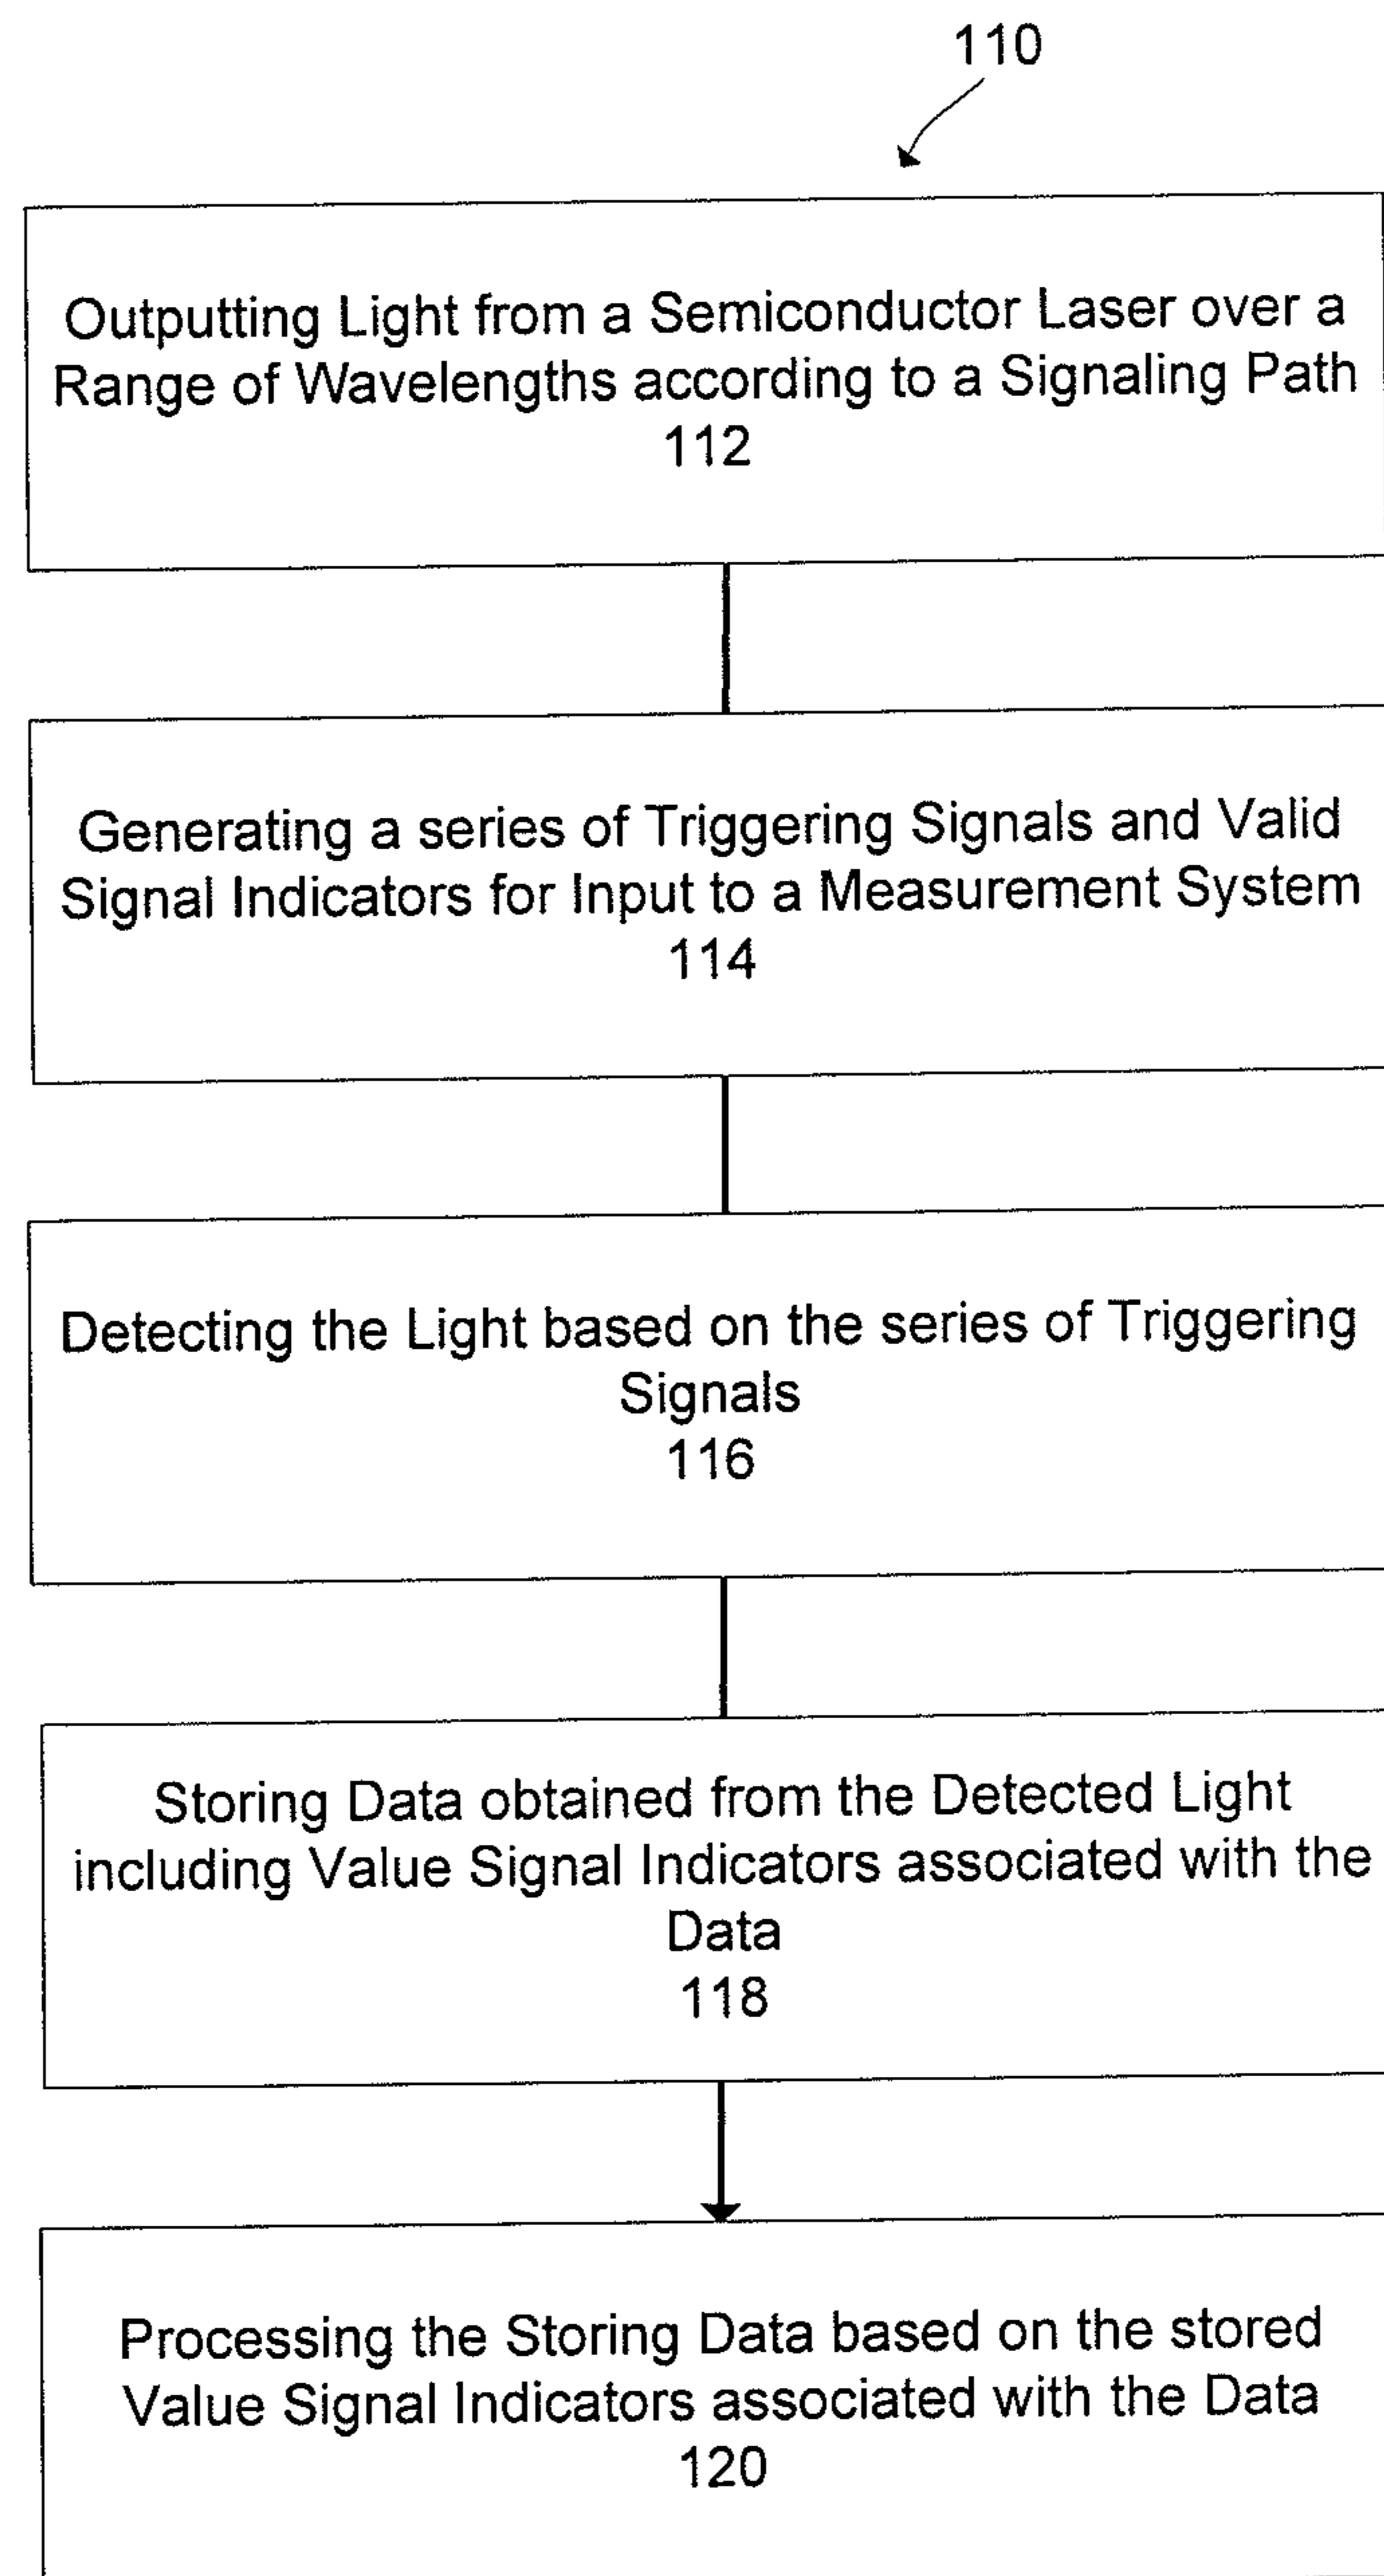 110
Outputting Light from a Semiconductor Laser over a
Range of Wavelengths according to a Signaling Path
112
Generating a series of Triggering Signals and Valid
Signal Indicators for Input to a Measurement System
114
Detecting the Light based on the series of Triggering
Signals
116
Storing Data obtained from the Detected Light
including Value Signal Indicators associated with the
Data
118
Processing the Storing Data based on the stored
Value Signal Indicators associated with the Data
120